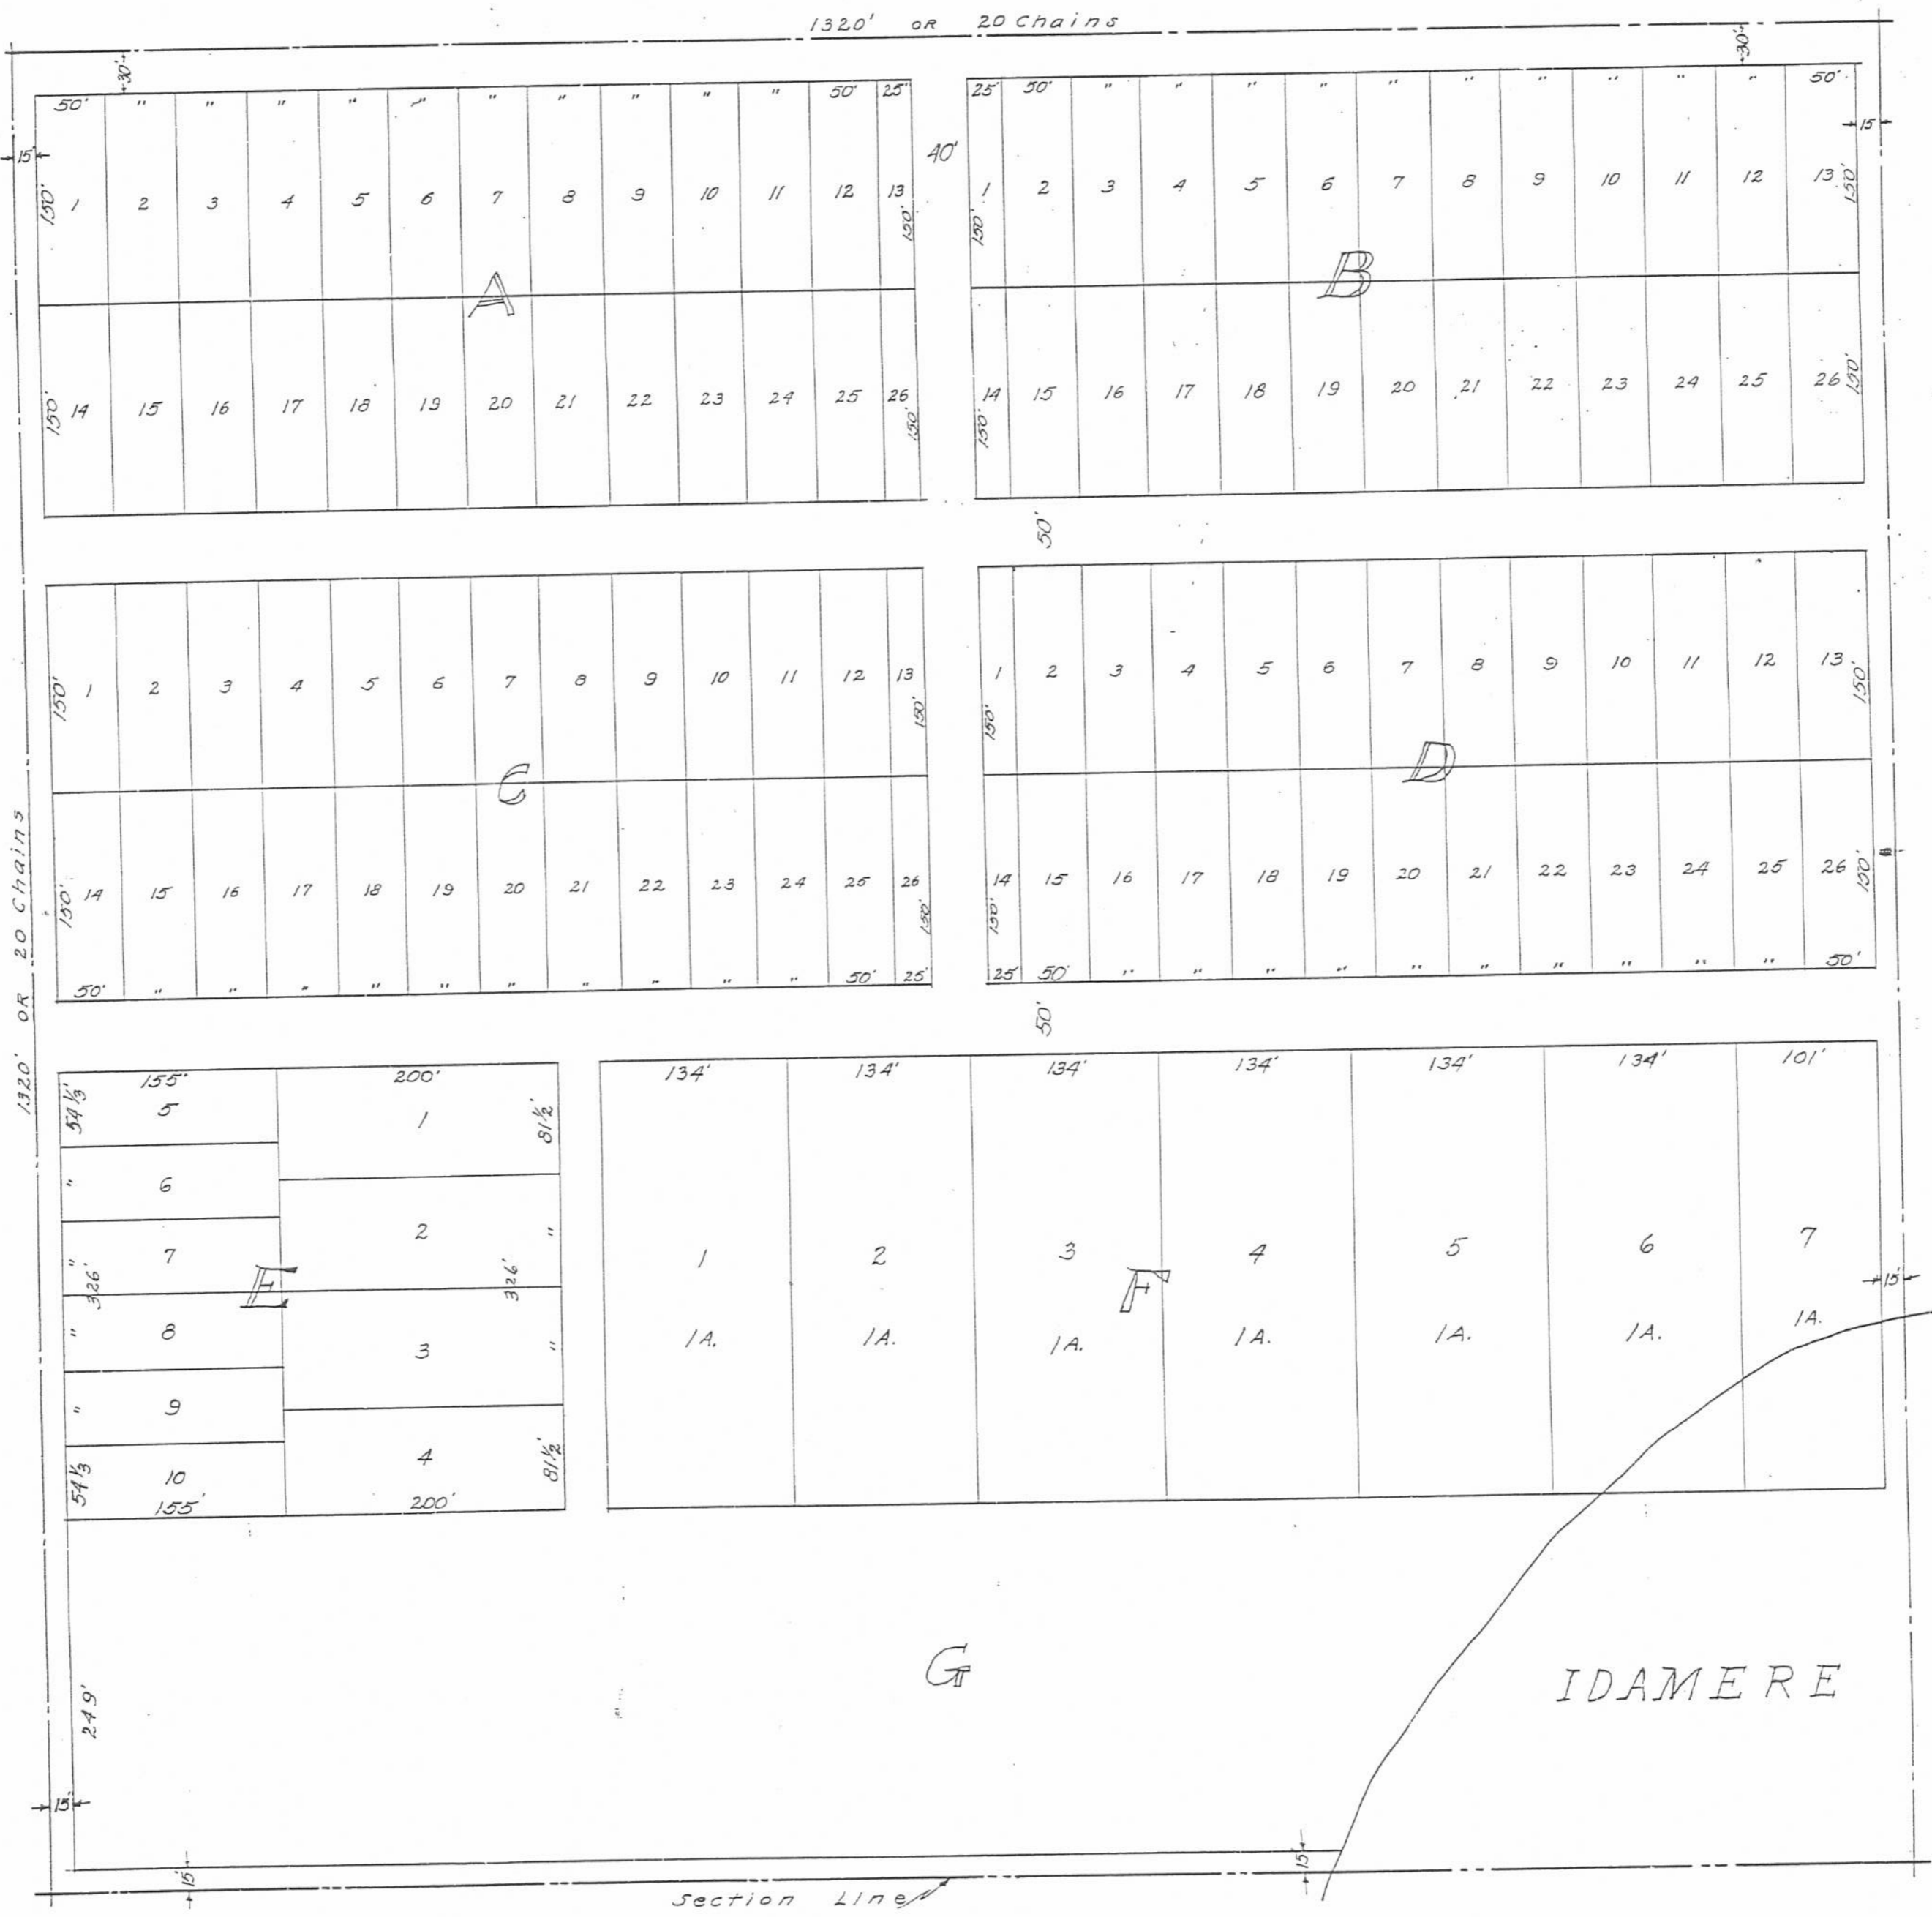 1320' OR 20 Chains
30' 30'
50' " " " " " " " " " " 50' 25' 25' 50' " " " " " " " " " " 50'
15' 40' 15'
150' 1 2 3 4 5 6 7 8 9 10 11 12 13 150' 150' 1 2 3 4 5 6 7 8 9 10 11 12 13 150'
A B
150' 14 15 16 17 18 19 20 21 22 23 24 25 26 150' 150' 14 15 16 17 18 19 20 21 22 23 24 25 26 150'
50'
150' 1 2 3 4 5 6 7 8 9 10 11 12 13 150' 150' 1 2 3 4 5 6 7 8 9 10 11 12 13 150'
C D
1320' OR 20 Chains
150' 14 15 16 17 18 19 20 21 22 23 24 25 26 150' 150' 14 15 16 17 18 19 20 21 22 23 24 25 26 150'
50' " " " " " " " " " " 50' 25' 25' 50' " " " " " " " " " " 50'
50'
155' 200' 134' 134' 134' 134' 134' 134' 101'
54 1/3' 5 1 81 1/2'
" 6 2 "
" 7 326' E 326' 1 2 3 F 4 5 6 7 15'
" 8 3 " 1A. 1A. 1A. 1A. 1A. 1A. 1A.
" 9
54 1/3 10 4 81 1/2'
155' 200'
G IDAMERE
249'
15'
15' 15'
Section Line